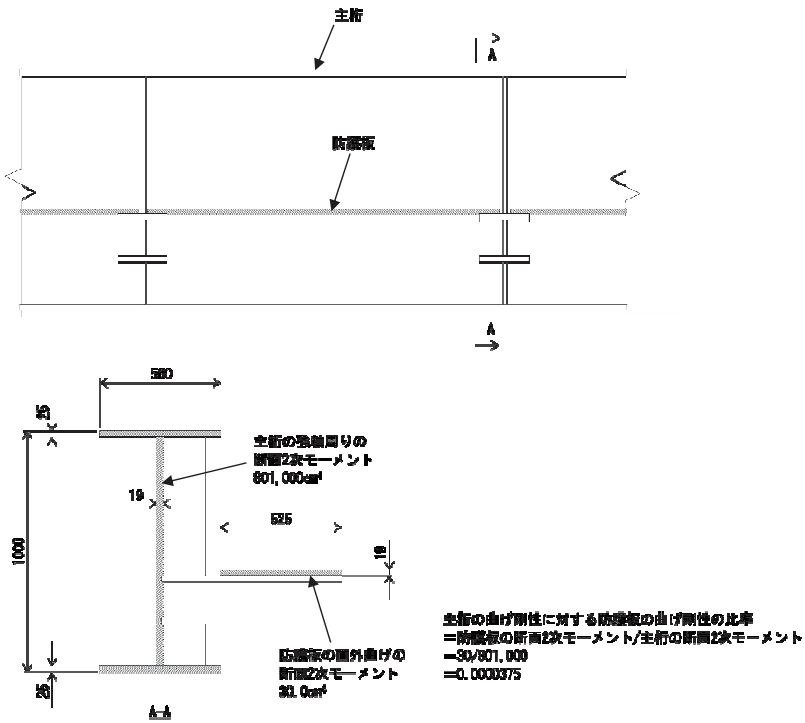 主桁
A
防護板
A
560
25
主桁の強軸周りの
断面2次モーメント
801,000cm⁴
19
525
1000
19
主桁の曲げ剛性に対する防護板の曲げ剛性の比率
＝防護板の断面2次モーメント/主桁の断面2次モーメント
＝30/801,000
＝0.0000375
防護板の面外曲げの
断面2次モーメント
30.0cm⁴
25
A-A